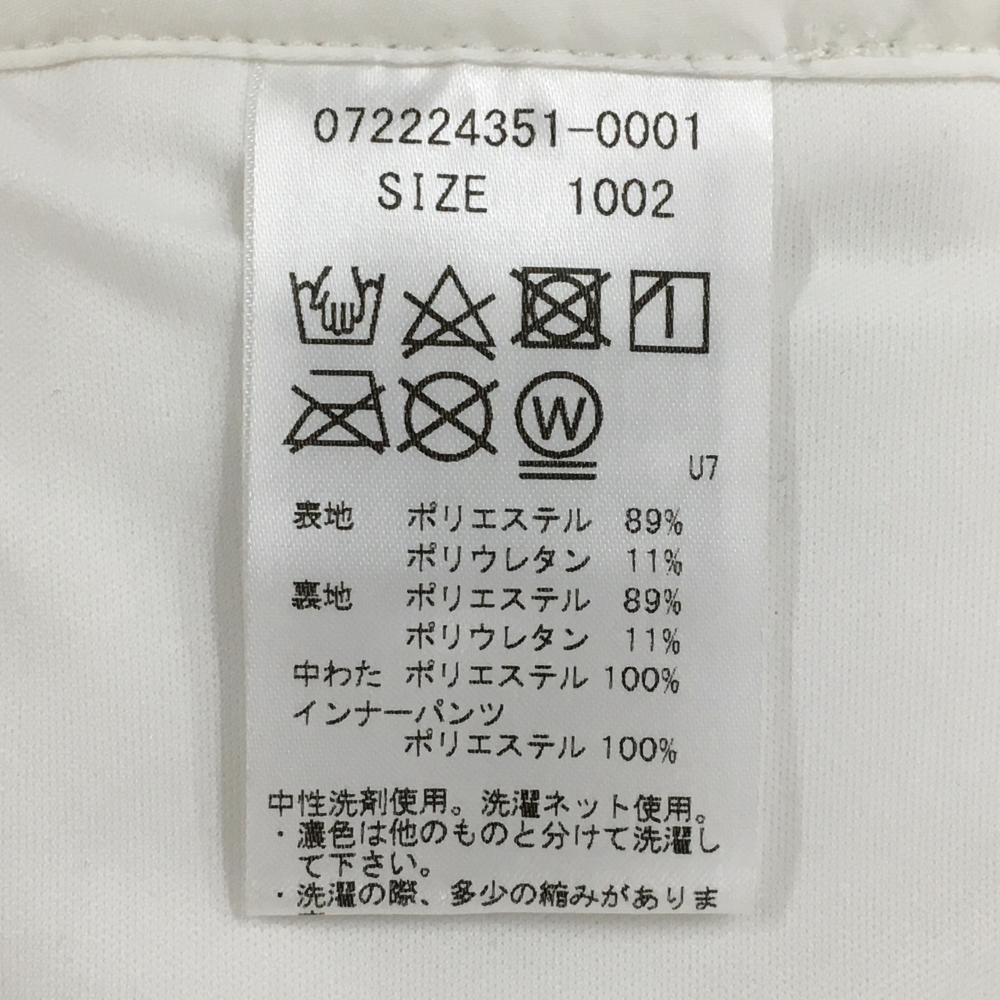 072224351-0001
SIZE 1002
W
U7
表地 ポリエステル 89%
ポリウレタン 11%
裏地 ポリエステル 89%
ポリウレタン 11%
中わた ポリエステル 100%
インナーパンツ
ポリエステル 100%
中性洗剤使用。洗濯ネット使用。
・濃色は他のものと分けて洗濯し
て下さい。
・洗濯の際、多少の縮みがありま